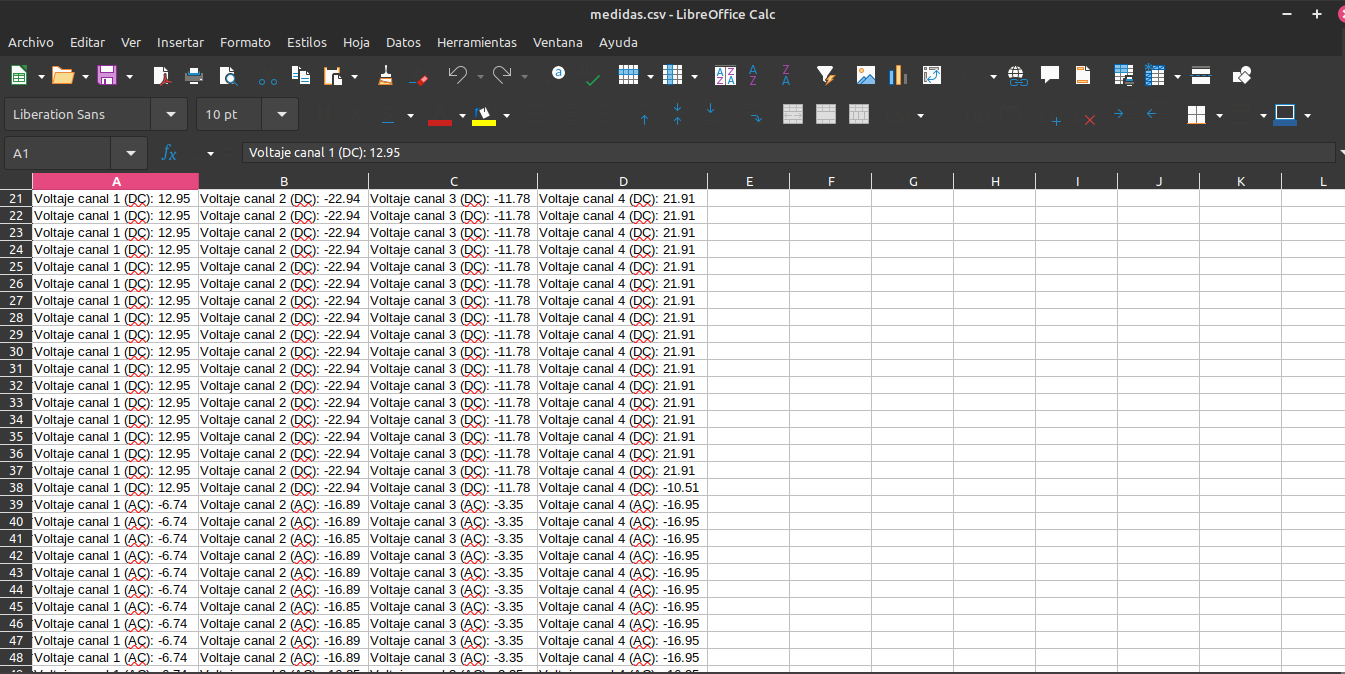 medidas.csv - LibreOffice Calc
Archivo Editar Ver Insertar Formato Estilos Hoja Datos Herramientas Ventana Ayuda
Liberation Sans 10 pt
A1 fx Voltaje canal 1 (DC): 12.95
A B C D E F G H I J K L
21 Voltaje canal 1 (DC): 12.95 Voltaje canal 2 (DC): -22.94 Voltaje canal 3 (DC): -11.78 Voltaje canal 4 (DC): 21.91
22 Voltaje canal 1 (DC): 12.95 Voltaje canal 2 (DC): -22.94 Voltaje canal 3 (DC): -11.78 Voltaje canal 4 (DC): 21.91
23 Voltaje canal 1 (DC): 12.95 Voltaje canal 2 (DC): -22.94 Voltaje canal 3 (DC): -11.78 Voltaje canal 4 (DC): 21.91
24 Voltaje canal 1 (DC): 12.95 Voltaje canal 2 (DC): -22.94 Voltaje canal 3 (DC): -11.78 Voltaje canal 4 (DC): 21.91
25 Voltaje canal 1 (DC): 12.95 Voltaje canal 2 (DC): -22.94 Voltaje canal 3 (DC): -11.78 Voltaje canal 4 (DC): 21.91
26 Voltaje canal 1 (DC): 12.95 Voltaje canal 2 (DC): -22.94 Voltaje canal 3 (DC): -11.78 Voltaje canal 4 (DC): 21.91
27 Voltaje canal 1 (DC): 12.95 Voltaje canal 2 (DC): -22.94 Voltaje canal 3 (DC): -11.78 Voltaje canal 4 (DC): 21.91
28 Voltaje canal 1 (DC): 12.95 Voltaje canal 2 (DC): -22.94 Voltaje canal 3 (DC): -11.78 Voltaje canal 4 (DC): 21.91
29 Voltaje canal 1 (DC): 12.95 Voltaje canal 2 (DC): -22.94 Voltaje canal 3 (DC): -11.78 Voltaje canal 4 (DC): 21.91
30 Voltaje canal 1 (DC): 12.95 Voltaje canal 2 (DC): -22.94 Voltaje canal 3 (DC): -11.78 Voltaje canal 4 (DC): 21.91
31 Voltaje canal 1 (DC): 12.95 Voltaje canal 2 (DC): -22.94 Voltaje canal 3 (DC): -11.78 Voltaje canal 4 (DC): 21.91
32 Voltaje canal 1 (DC): 12.95 Voltaje canal 2 (DC): -22.94 Voltaje canal 3 (DC): -11.78 Voltaje canal 4 (DC): 21.91
33 Voltaje canal 1 (DC): 12.95 Voltaje canal 2 (DC): -22.94 Voltaje canal 3 (DC): -11.78 Voltaje canal 4 (DC): 21.91
34 Voltaje canal 1 (DC): 12.95 Voltaje canal 2 (DC): -22.94 Voltaje canal 3 (DC): -11.78 Voltaje canal 4 (DC): 21.91
35 Voltaje canal 1 (DC): 12.95 Voltaje canal 2 (DC): -22.94 Voltaje canal 3 (DC): -11.78 Voltaje canal 4 (DC): 21.91
36 Voltaje canal 1 (DC): 12.95 Voltaje canal 2 (DC): -22.94 Voltaje canal 3 (DC): -11.78 Voltaje canal 4 (DC): 21.91
37 Voltaje canal 1 (DC): 12.95 Voltaje canal 2 (DC): -22.94 Voltaje canal 3 (DC): -11.78 Voltaje canal 4 (DC): 21.91
38 Voltaje canal 1 (DC): 12.95 Voltaje canal 2 (DC): -22.94 Voltaje canal 3 (DC): -11.78 Voltaje canal 4 (DC): -10.51
39 Voltaje canal 1 (AC): -6.74 Voltaje canal 2 (AC): -16.89 Voltaje canal 3 (AC): -3.35 Voltaje canal 4 (AC): -16.95
40 Voltaje canal 1 (AC): -6.74 Voltaje canal 2 (AC): -16.89 Voltaje canal 3 (AC): -3.35 Voltaje canal 4 (AC): -16.95
41 Voltaje canal 1 (AC): -6.74 Voltaje canal 2 (AC): -16.85 Voltaje canal 3 (AC): -3.35 Voltaje canal 4 (AC): -16.95
42 Voltaje canal 1 (AC): -6.74 Voltaje canal 2 (AC): -16.89 Voltaje canal 3 (AC): -3.35 Voltaje canal 4 (AC): -16.95
43 Voltaje canal 1 (AC): -6.74 Voltaje canal 2 (AC): -16.89 Voltaje canal 3 (AC): -3.35 Voltaje canal 4 (AC): -16.95
44 Voltaje canal 1 (AC): -6.74 Voltaje canal 2 (AC): -16.89 Voltaje canal 3 (AC): -3.35 Voltaje canal 4 (AC): -16.95
45 Voltaje canal 1 (AC): -6.74 Voltaje canal 2 (AC): -16.85 Voltaje canal 3 (AC): -3.35 Voltaje canal 4 (AC): -16.95
46 Voltaje canal 1 (AC): -6.74 Voltaje canal 2 (AC): -16.85 Voltaje canal 3 (AC): -3.35 Voltaje canal 4 (AC): -16.95
47 Voltaje canal 1 (AC): -6.74 Voltaje canal 2 (AC): -16.89 Voltaje canal 3 (AC): -3.35 Voltaje canal 4 (AC): -16.95
48 Voltaje canal 1 (AC): -6.74 Voltaje canal 2 (AC): -16.89 Voltaje canal 3 (AC): -3.35 Voltaje canal 4 (AC): -16.95